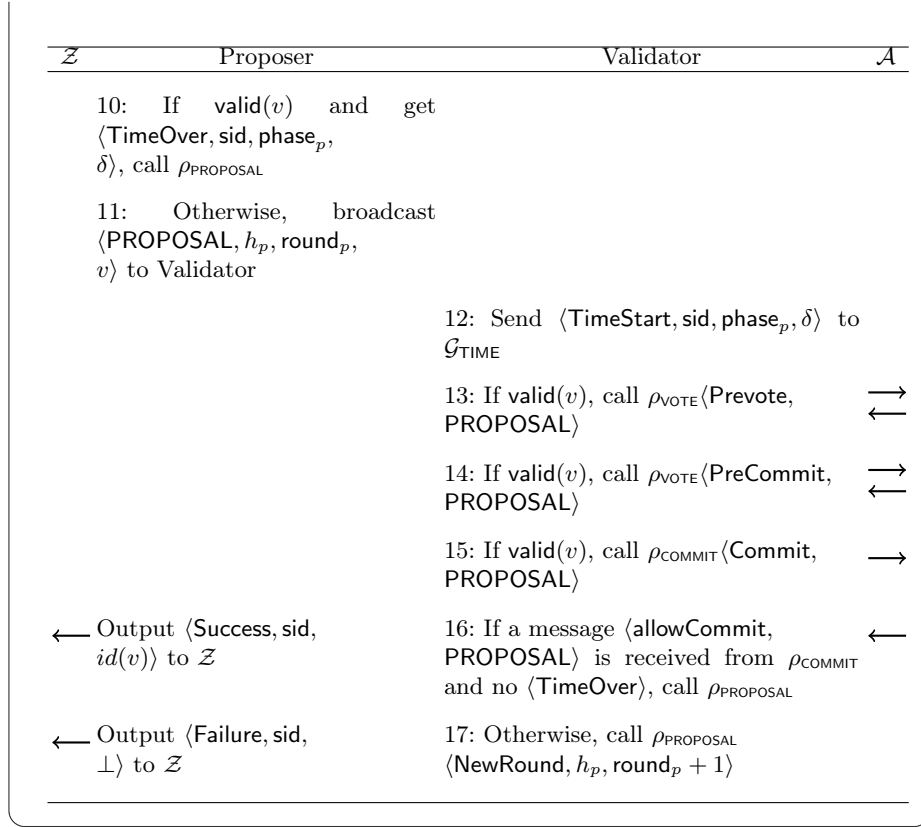 𝒵 Proposer Validator 𝒜
10: If valid(v) and get
⟨TimeOver, sid, phase_p,
δ⟩, call ρ_PROPOSAL
11: Otherwise, broadcast
⟨PROPOSAL, h_p, round_p,
v⟩ to Validator
12: Send ⟨TimeStart, sid, phase_p, δ⟩ to
𝒢_TIME
13: If valid(v), call ρ_VOTE⟨Prevote,
PROPOSAL⟩
14: If valid(v), call ρ_VOTE⟨PreCommit,
PROPOSAL⟩
15: If valid(v), call ρ_COMMIT⟨Commit,
PROPOSAL⟩
Output ⟨Success, sid,
id(v)⟩ to 𝒵
16: If a message ⟨allowCommit,
PROPOSAL⟩ is received from ρ_COMMIT
and no ⟨TimeOver⟩, call ρ_PROPOSAL
Output ⟨Failure, sid,
⊥⟩ to 𝒵
17: Otherwise, call ρ_PROPOSAL
⟨NewRound, h_p, round_p + 1⟩